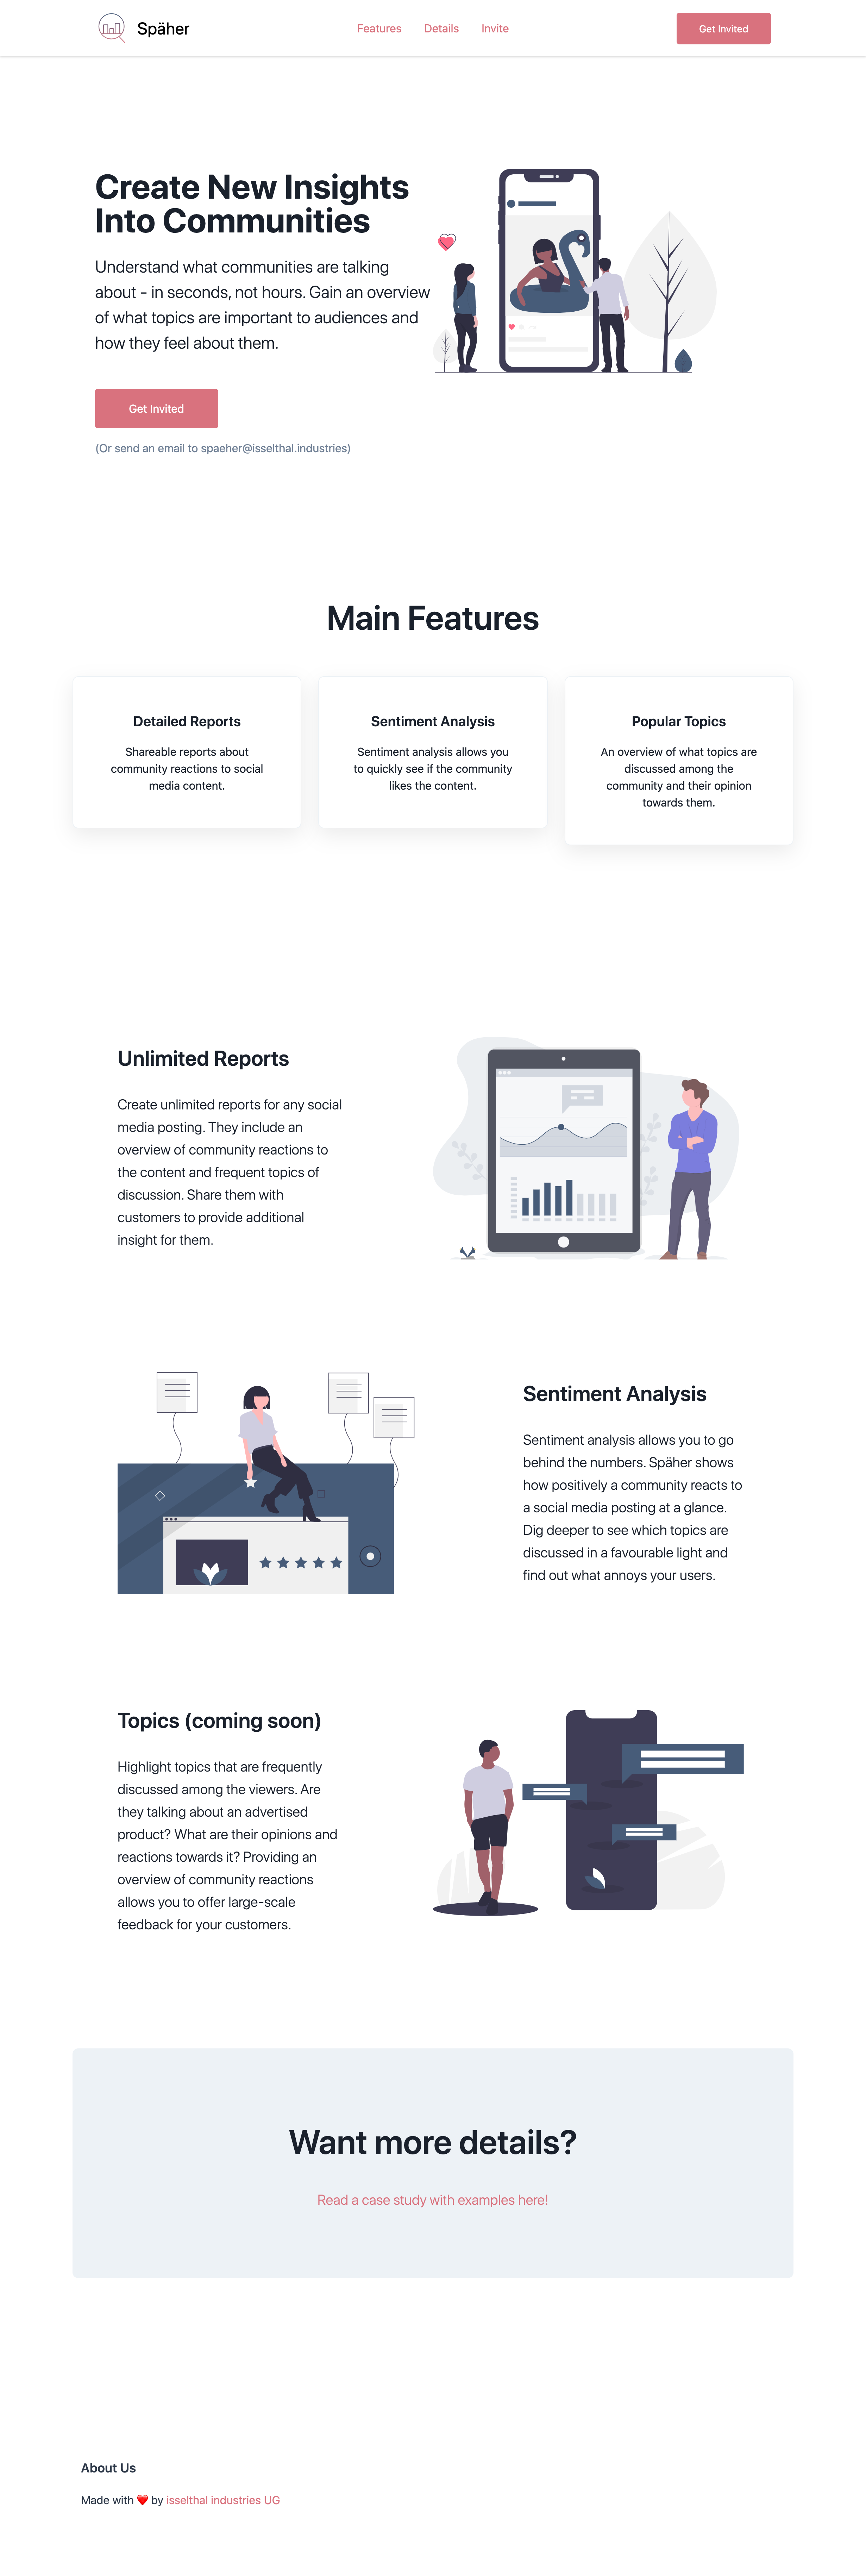 Späher
Features
Details
Invite
Get Invited
Create New Insights
Into Communities
Understand what communities are talking
about - in seconds, not hours. Gain an overview
of what topics are important to audiences and
how they feel about them.
Get Invited
(Or send an email to spaeher@isselthal.industries)
Main Features
Detailed Reports
Shareable reports about
community reactions to social
media content.
Sentiment Analysis
Sentiment analysis allows you
to quickly see if the community
likes the content.
Popular Topics
An overview of what topics are
discussed among the
community and their opinion
towards them.
Unlimited Reports
Create unlimited reports for any social
media posting. They include an
overview of community reactions to
the content and frequent topics of
discussion. Share them with
customers to provide additional
insight for them.
Sentiment Analysis
Sentiment analysis allows you to go
behind the numbers. Späher shows
how positively a community reacts to
a social media posting at a glance.
Dig deeper to see which topics are
discussed in a favourable light and
find out what annoys your users.
Topics (coming soon)
Highlight topics that are frequently
discussed among the viewers. Are
they talking about an advertised
product? What are their opinions and
reactions towards it? Providing an
overview of community reactions
allows you to offer large-scale
feedback for your customers.
Want more details?
Read a case study with examples here!
About Us
Made with ❤️ by isselthal industries UG